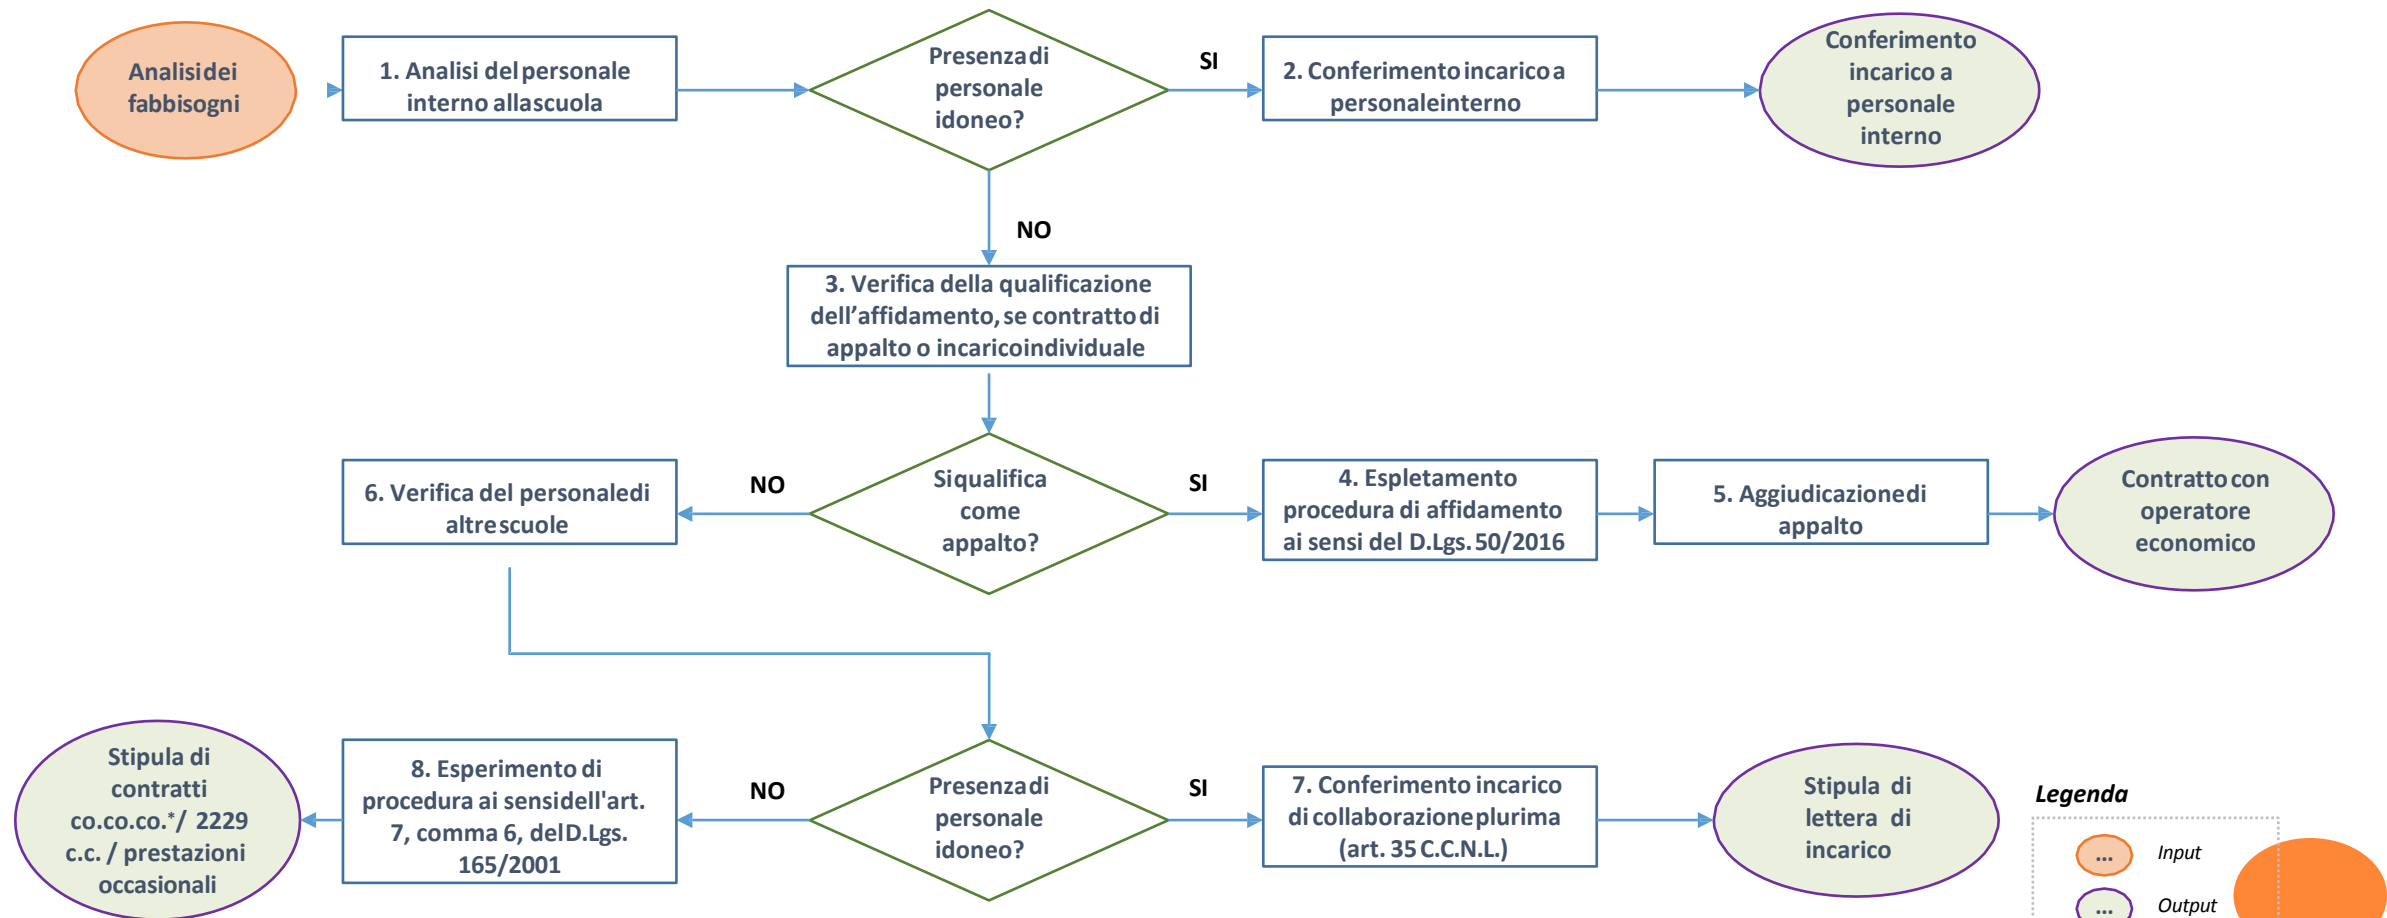 Analisi dei
fabbisogni
1. Analisi del personale
interno alla scuola
Presenza di
personale
idoneo?
SI
2. Conferimento incarico a
personale interno
Conferimento
incarico a
personale
interno
NO
3. Verifica della qualificazione
dell’affidamento, se contratto di
appalto o incarico individuale
6. Verifica del personale di
altre scuole
NO
Si qualifica
come
appalto?
SI
4. Espletamento
procedura di affidamento
ai sensi del D.Lgs. 50/2016
5. Aggiudicazione di
appalto
Contratto con
operatore
economico
Stipula di
contratti
co.co.co.*/ 2229
c.c. / prestazioni
occasionali
8. Esperimento di
procedura ai sensi dell'art.
7, comma 6, del D.Lgs.
165/2001
NO
Presenza di
personale
idoneo?
SI
7. Conferimento incarico
di collaborazione plurima
(art. 35 C.C.N.L.)
Stipula di
lettera di
incarico
Legenda
... Input
... Output